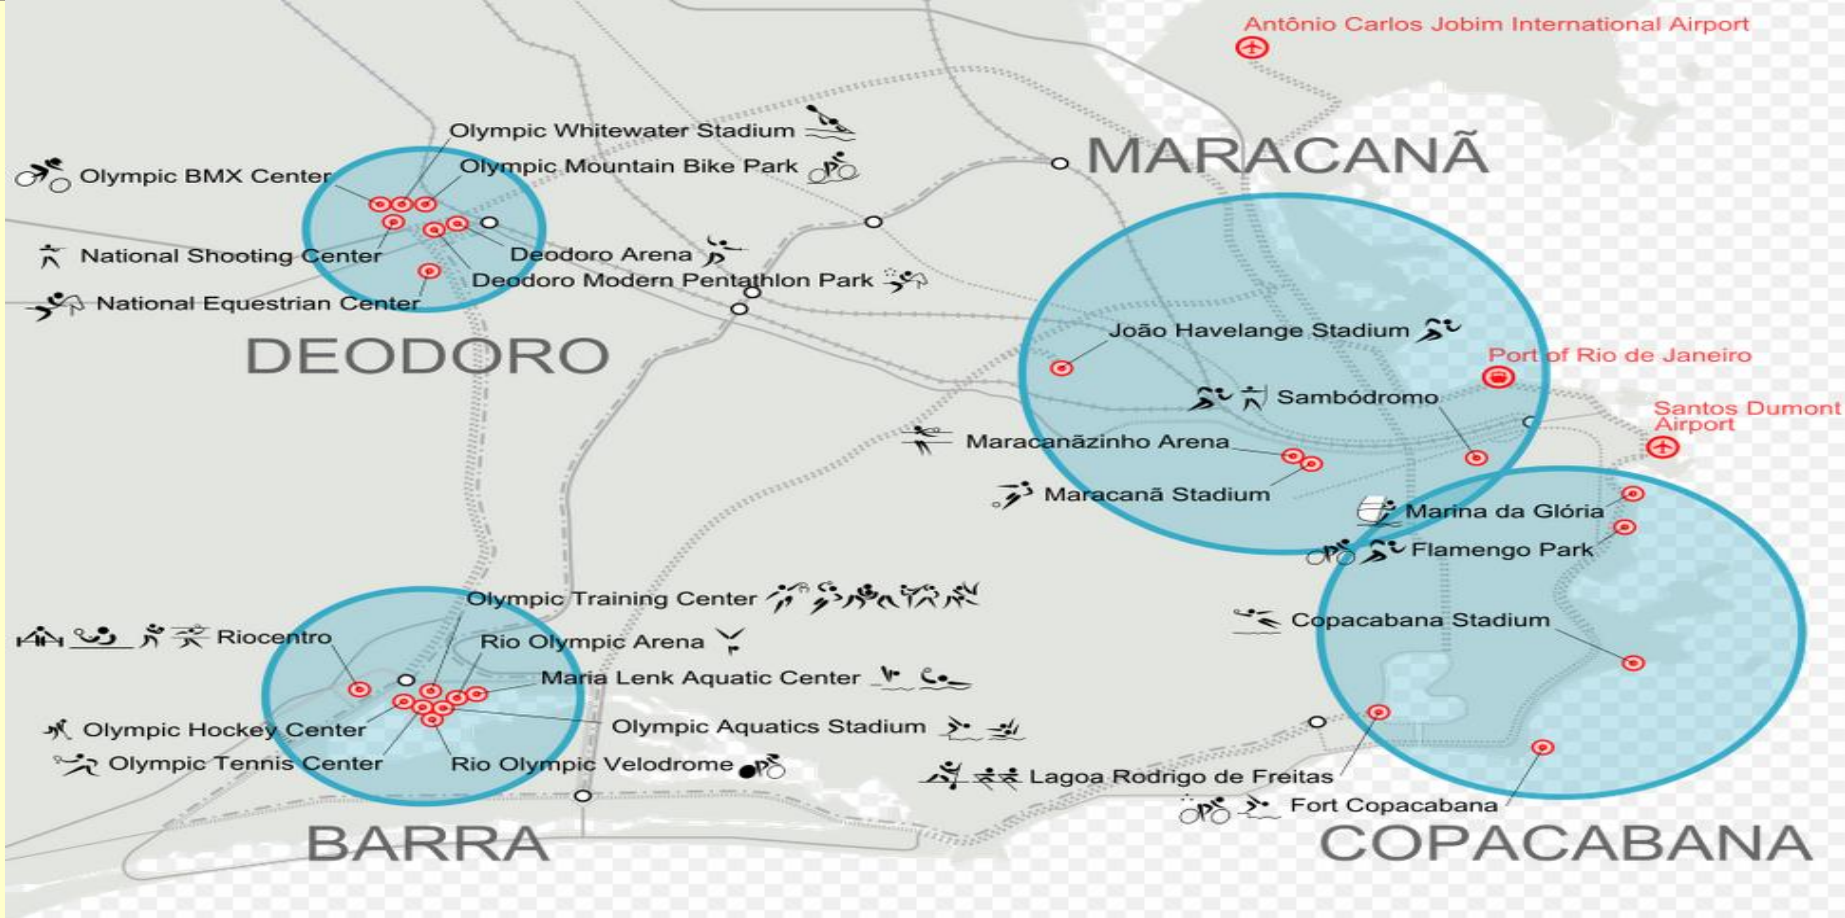 Antônio Carlos Jobim International Airport
Olympic Whitewater Stadium
MARACANÃ
Olympic Mountain Bike Park
Olympic BMX Center
National Shooting Center
Deodoro Arena
Deodoro Modern Pentathlon Park
National Equestrian Center
DEODORO
João Havelange Stadium
Port of Rio de Janeiro
Sambódromo
Santos Dumont
Airport
Maracanãzinho Arena
Maracanã Stadium
Marina da Glória
Flamengo Park
Olympic Training Center
Copacabana Stadium
Riocentro
Rio Olympic Arena
Maria Lenk Aquatic Center
Olympic Hockey Center
Olympic Aquatics Stadium
Olympic Tennis Center
Rio Olympic Velodrome
Lagoa Rodrigo de Freitas
Fort Copacabana
BARRA
COPACABANA